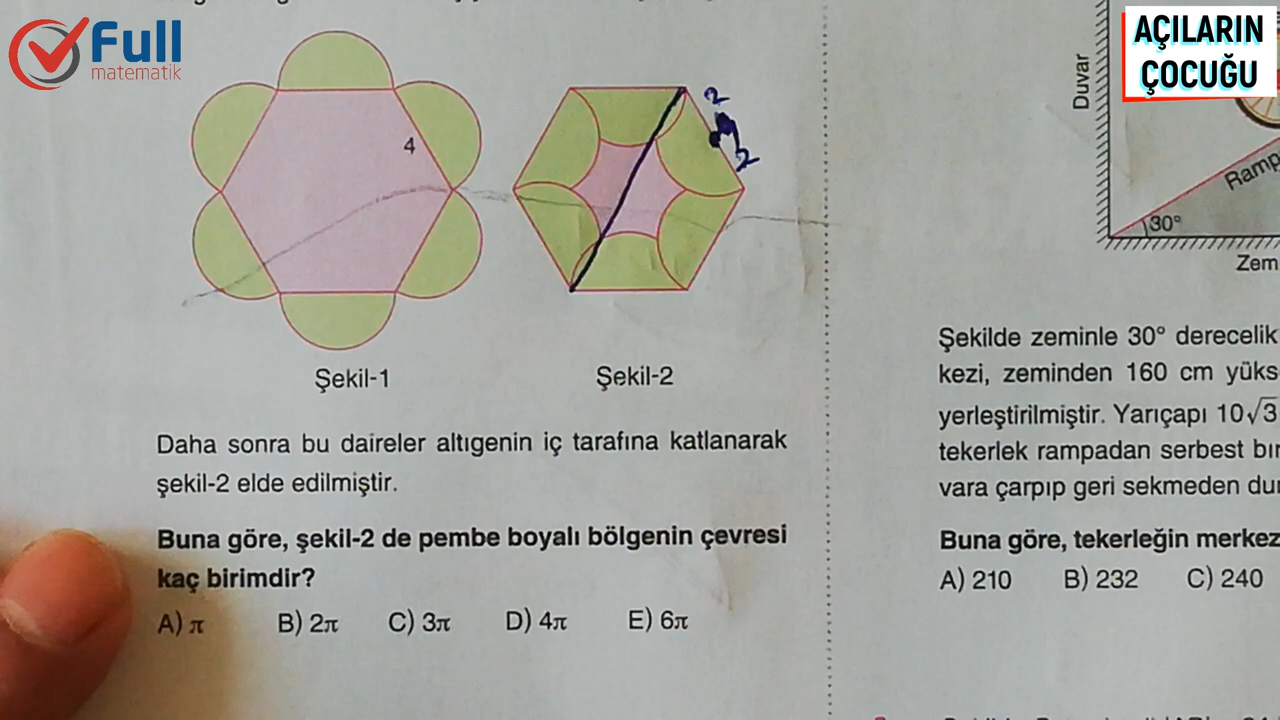 Full
matematik
AÇILARIN
ÇOCUĞU
4
2
2
Şekil-1
Şekil-2
Daha sonra bu daireler altıgenin iç tarafına katlanarak
şekil-2 elde edilmiştir.
Buna göre, şekil-2 de pembe boyalı bölgenin çevresi
kaç birimdir?
A) π B) 2π C) 3π D) 4π E) 6π
Duvar
Ramp
30°
Zem
Şekilde zeminle 30° derecelik
kezi, zeminden 160 cm yüks
yerleştirilmiştir. Yarıçapı 10√3
tekerlek rampadan serbest bır
vara çarpıp geri sekmeden du
Buna göre, tekerleğin merkez
A) 210 B) 232 C) 240